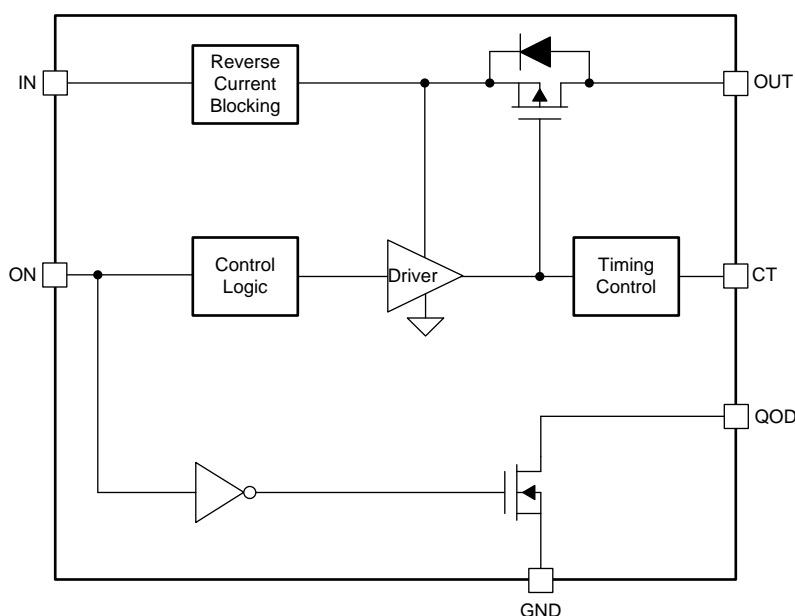 IN
Reverse
Current
Blocking
OUT
ON
Control
Logic
Driver
Timing
Control
CT
QOD
GND